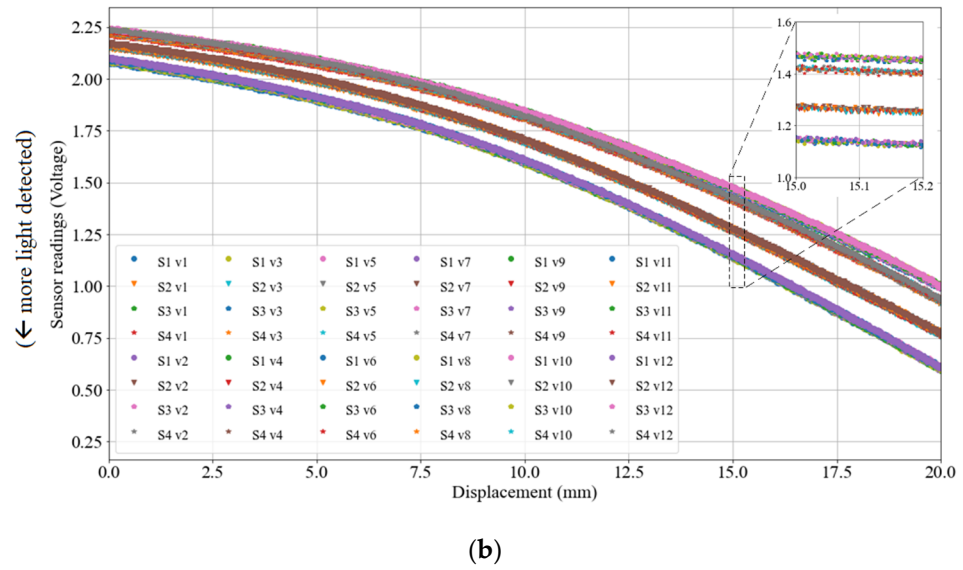 (← more light detected)
Sensor readings (Voltage)
2.25
2.00
1.75
1.50
1.25
1.00
0.75
0.50
0.25
0.0
2.5
5.0
7.5
10.0
12.5
15.0
17.5
20.0
Displacement (mm)
1.6
1.4
1.2
1.0
15.0
15.1
15.2
S1 v1 S1 v3 S1 v5 S1 v7 S1 v9 S1 v11
S2 v1 S2 v3 S2 v5 S2 v7 S2 v9 S2 v11
S3 v1 S3 v3 S3 v5 S3 v7 S3 v9 S3 v11
S4 v1 S4 v3 S4 v5 S4 v7 S4 v9 S4 v11
S1 v2 S1 v4 S1 v6 S1 v8 S1 v10 S1 v12
S2 v2 S2 v4 S2 v6 S2 v8 S2 v10 S2 v12
S3 v2 S3 v4 S3 v6 S3 v8 S3 v10 S3 v12
S4 v2 S4 v4 S4 v6 S4 v8 S4 v10 S4 v12
(b)